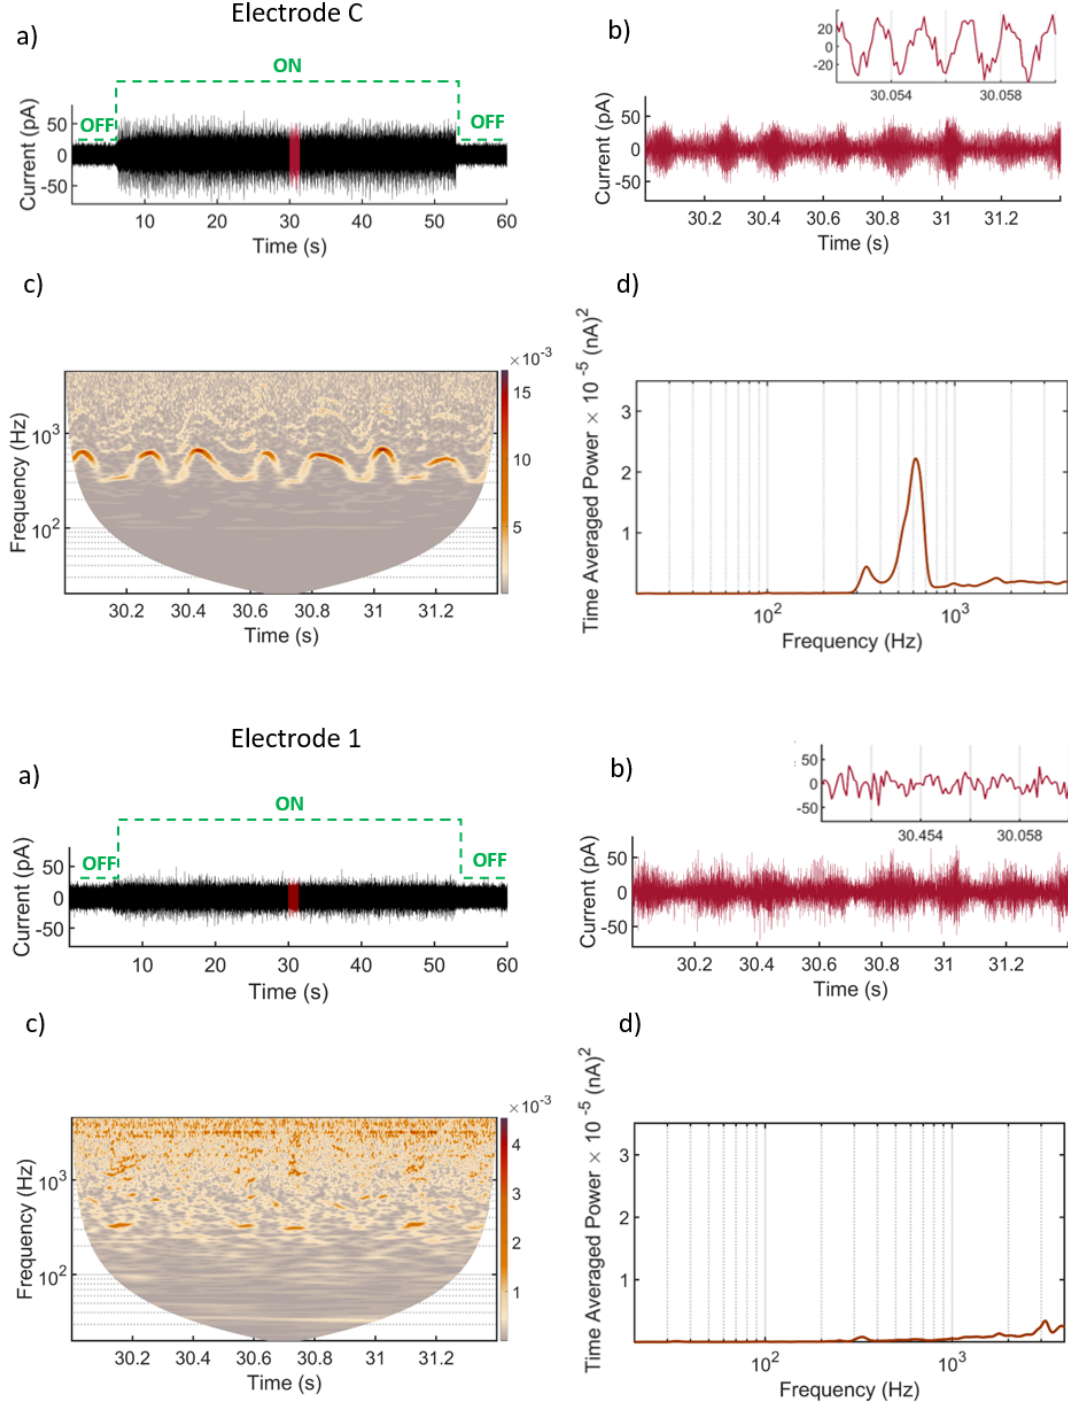 Electrode C
a)
ON
OFF
OFF
50
0
-50
Current (pA)
10 20 30 40 50 60
Time (s)
b)
20
0
-20
30.054 30.058
50
0
-50
Current (pA)
30.2 30.4 30.6 30.8 31 31.2
Time (s)
c)
×10-3
15
10
5
103
102
Frequency (Hz)
30.2 30.4 30.6 30.8 31 31.2
Time (s)
d)
Time Averaged Power × 10 -5 (nA)2
3
2
1
102 103
Frequency (Hz)
Electrode 1
a)
ON
OFF
OFF
50
0
-50
Current (pA)
10 20 30 40 50 60
Time (s)
b)
50
0
-50
30.454 30.058
50
0
-50
Current (pA)
30.2 30.4 30.6 30.8 31 31.2
Time (s)
c)
×10-3
4
3
2
1
103
102
Frequency (Hz)
30.2 30.4 30.6 30.8 31 31.2
Time (s)
d)
Time Averaged Power × 10 -5 (nA)2
3
2
1
102 103
Frequency (Hz)